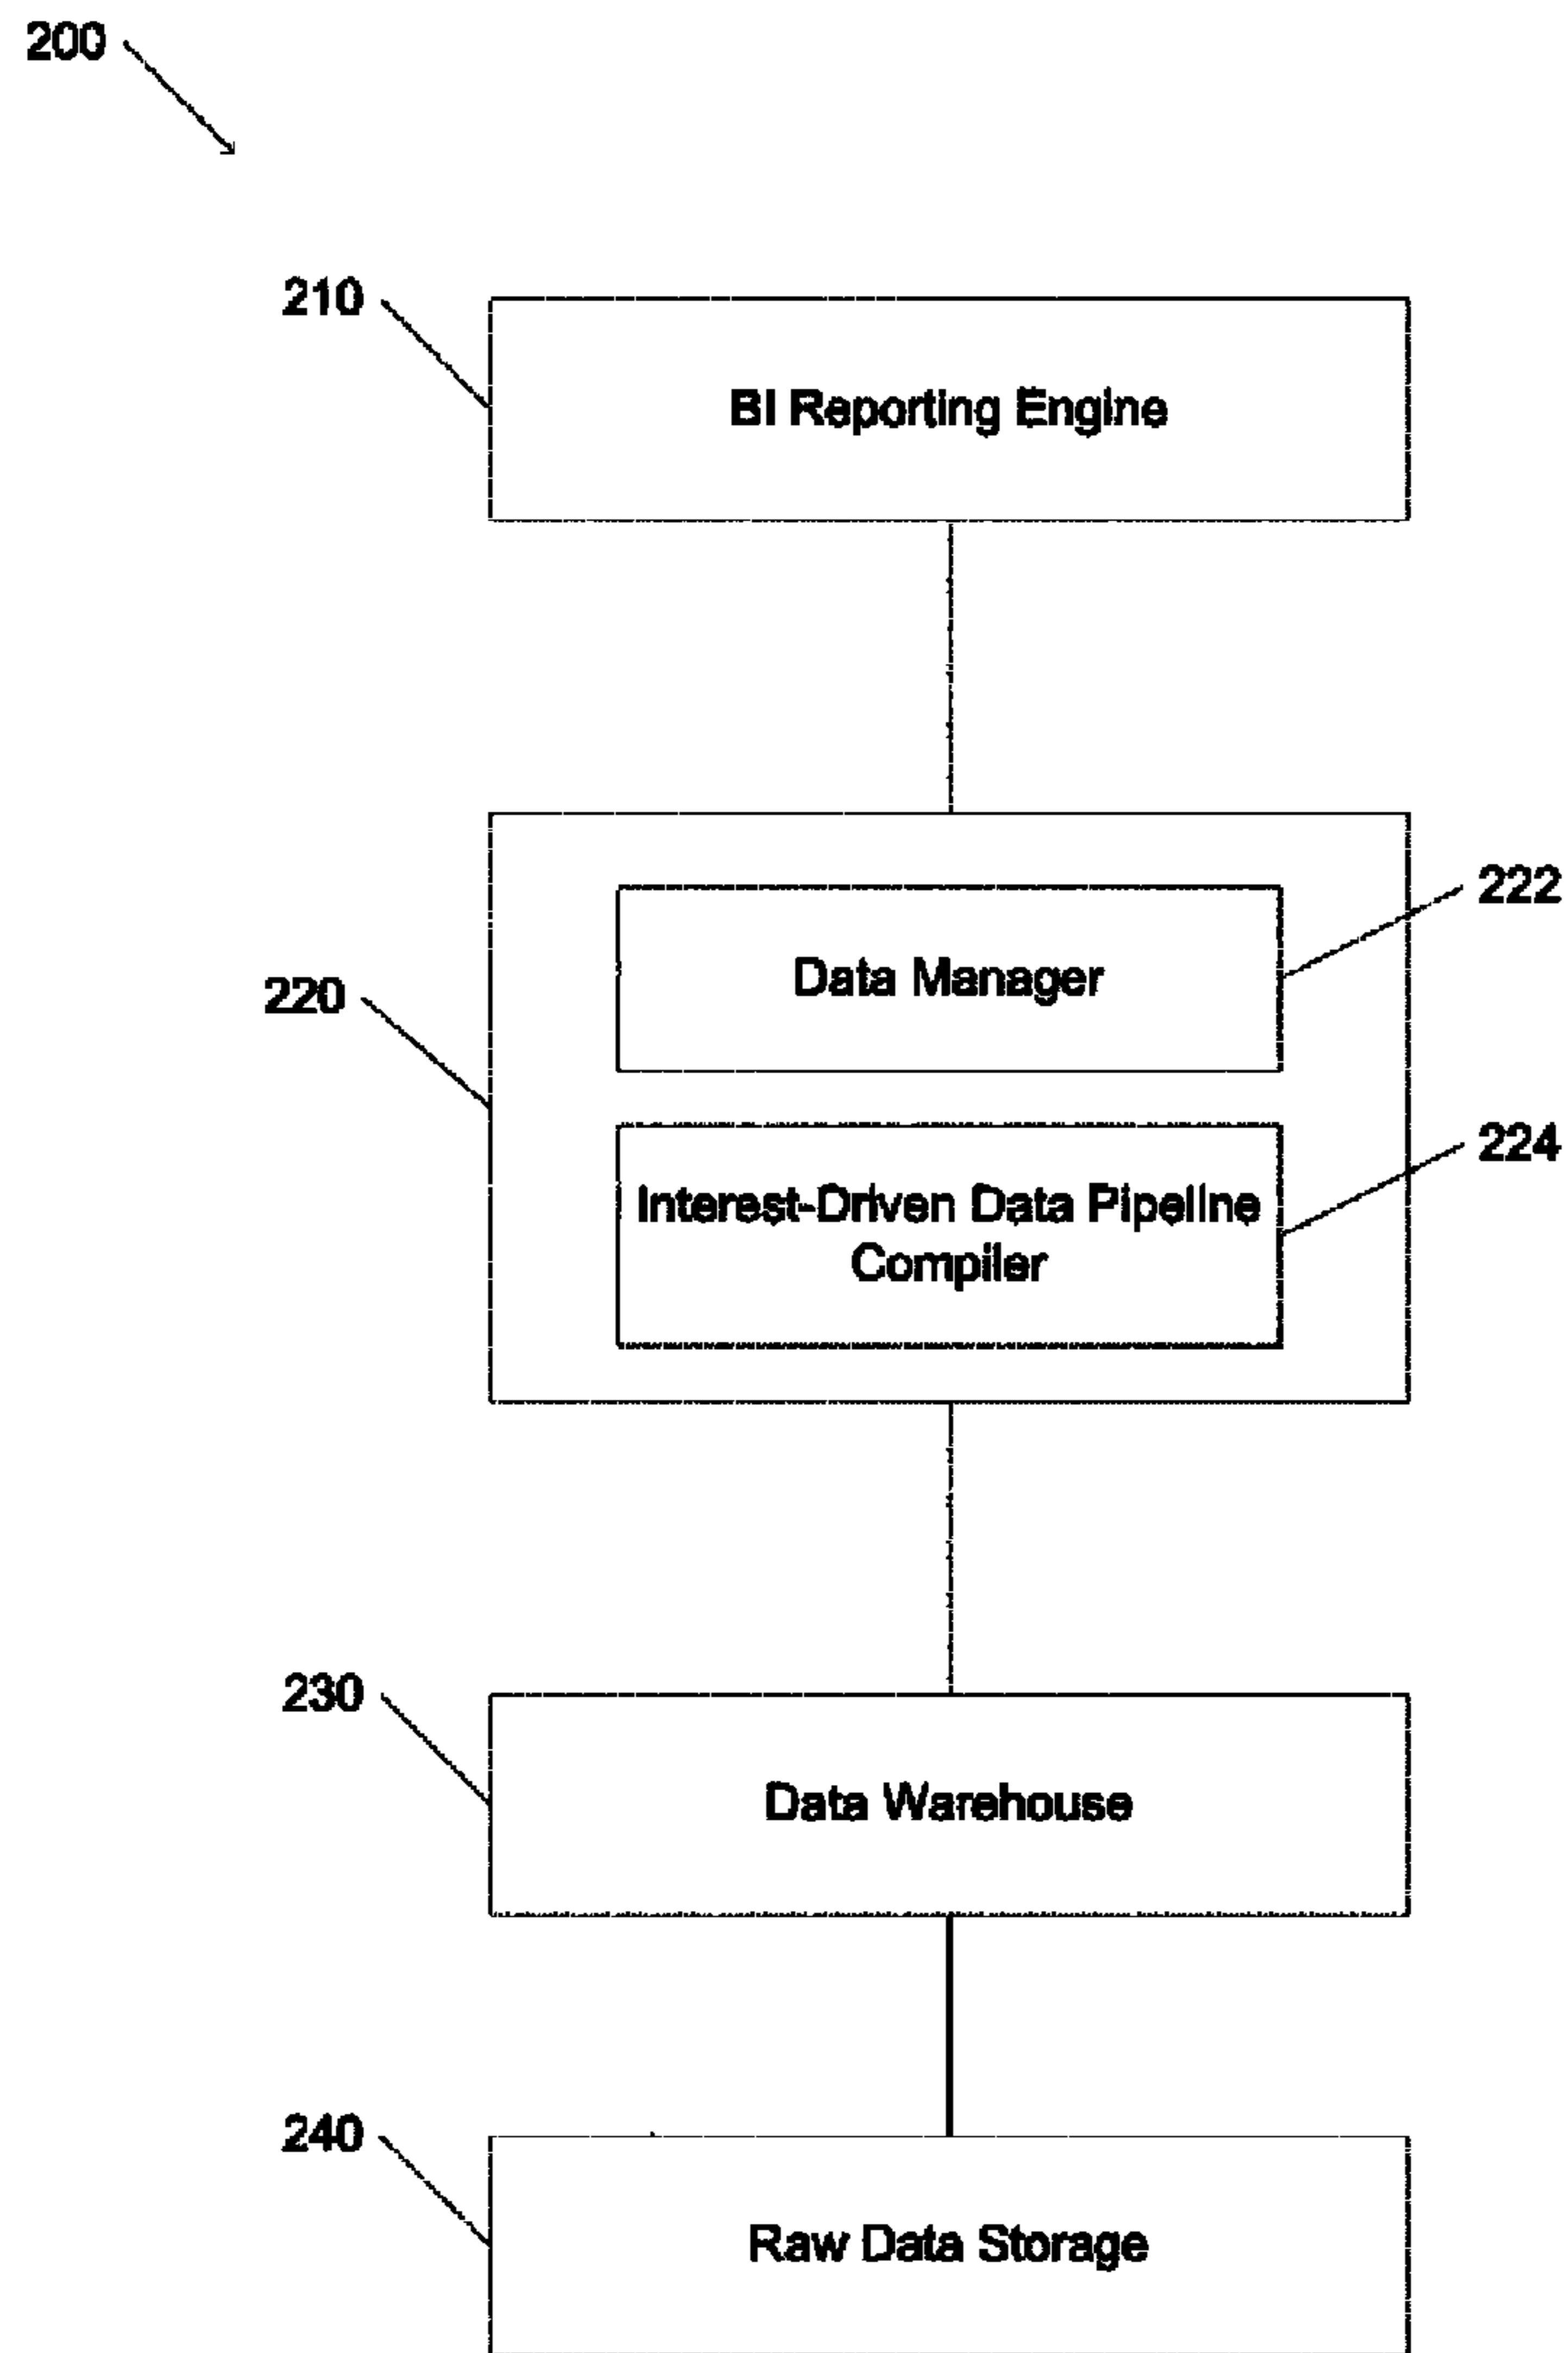 200
210
BI Reporting Engine
222
Data Manager
220
224
Interest-Driven Data Pipeline
Compiler
230
Data Warehouse
240
Raw Data Storage